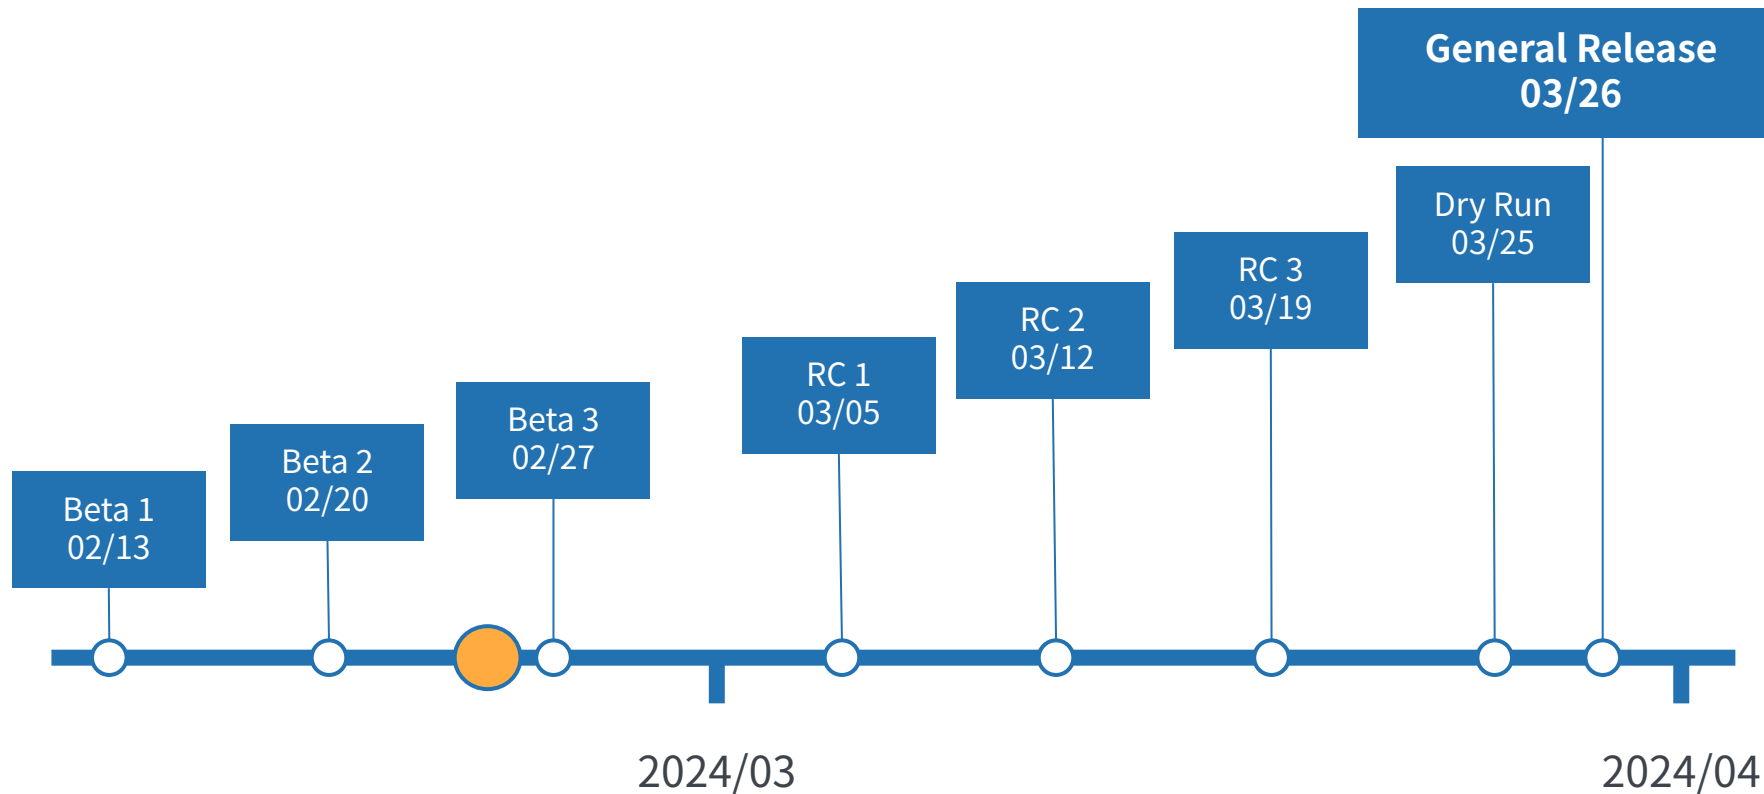 General Release
03/26
Dry Run
03/25
RC 3
03/19
RC 2
03/12
RC 1
03/05
Beta 3
02/27
Beta 2
02/20
Beta 1
02/13
2024/03
2024/04